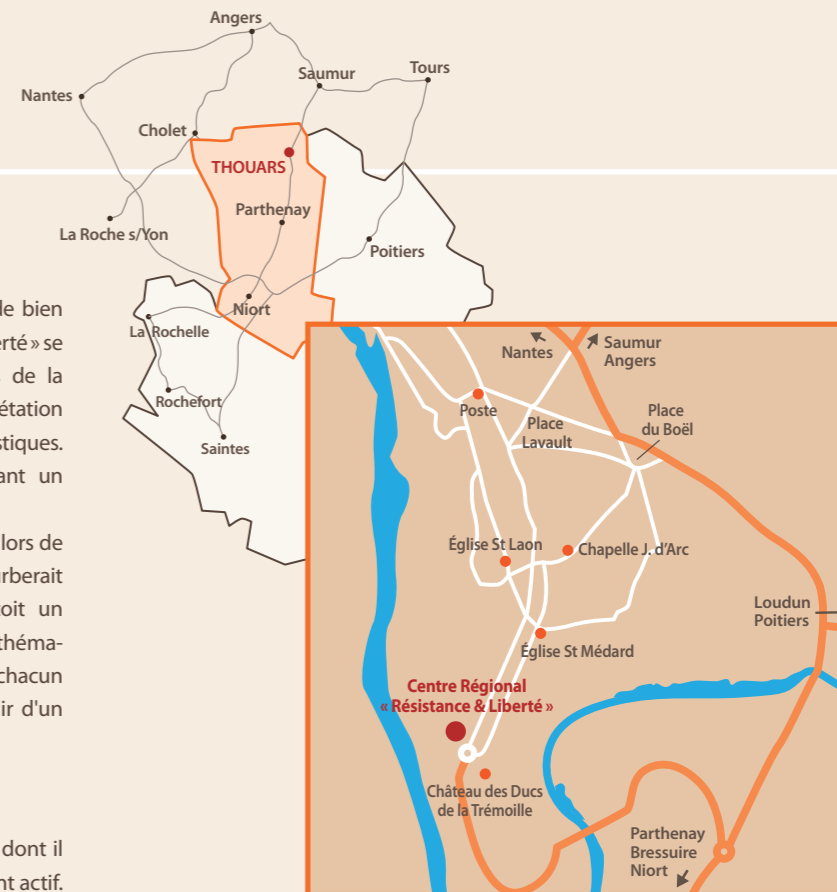 Angers
Saumur
Tours
Nantes
Cholet
THOUARS
Parthenay
La Roche s/Yon
Poitiers
Niort
La Rochelle
Rochefort
Saintes
de bien
erté » se
de la
étation
stiques.
ant un
lors de
urberait
oit un
théma-
chacun
ir d'un
dont il
nt actif.
Nantes
Saumur
Angers
Poste
Place
Lavault
Place
du Boël
Église St Laon
Chapelle J. d'Arc
Loudun
Poitiers
Église St Médard
Centre Régional
« Résistance & Liberté »
Château des Ducs
de la Trémoille
Parthenay
Bressuire
Niort